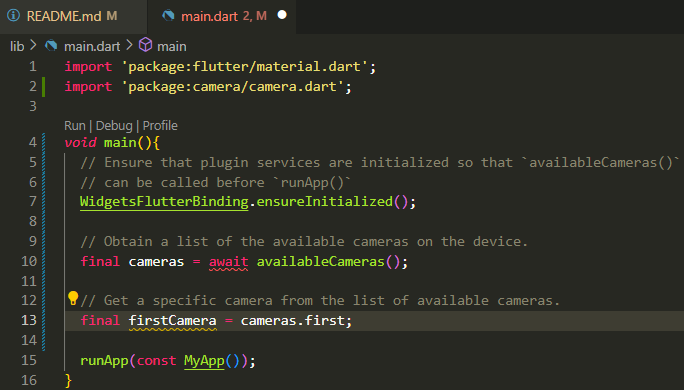 README.md M
main.dart 2, M
lib > main.dart > main
1 import 'package:flutter/material.dart';
2 import 'package:camera/camera.dart';
3
Run | Debug | Profile
4 void main(){
5 // Ensure that plugin services are initialized so that `availableCameras()`
6 // can be called before `runApp()`
7 WidgetsFlutterBinding.ensureInitialized();
8
9 // Obtain a list of the available cameras on the device.
10 final cameras = await availableCameras();
11
12 // Get a specific camera from the list of available cameras.
13 final firstCamera = cameras.first;
14
15 runApp(const MyApp());
16 }